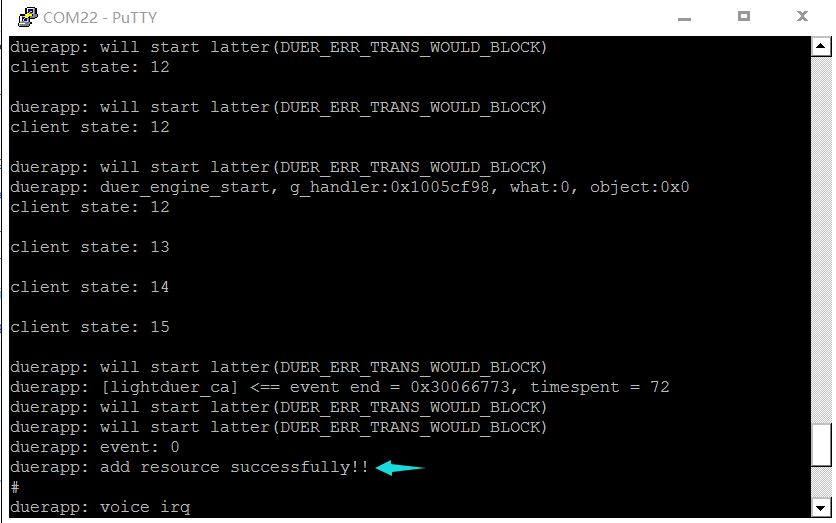 COM22 - PuTTY
duerapp: will start latter(DUER_ERR_TRANS_WOULD_BLOCK)
client state: 12
duerapp: will start latter(DUER_ERR_TRANS_WOULD_BLOCK)
client state: 12
duerapp: will start latter(DUER_ERR_TRANS_WOULD_BLOCK)
duerapp: duer_engine_start, g_handler:0x1005cf98, what:0, object:0x0
client state: 12
client state: 13
client state: 14
client state: 15
duerapp: will start latter(DUER_ERR_TRANS_WOULD_BLOCK)
duerapp: [lightduer_ca] <== event end = 0x30066773, timespent = 72
duerapp: will start latter(DUER_ERR_TRANS_WOULD_BLOCK)
duerapp: will start latter(DUER_ERR_TRANS_WOULD_BLOCK)
duerapp: event: 0
duerapp: add resource successfully!!
#
duerapp: voice irq